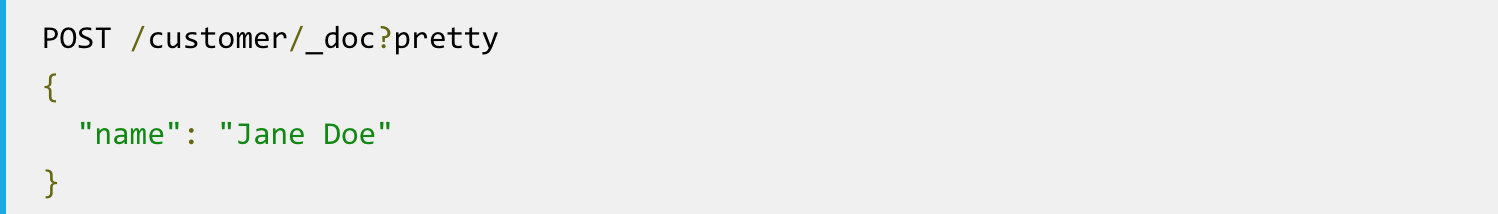 POST /customer/_doc?pretty
{
  "name": "Jane Doe"
}